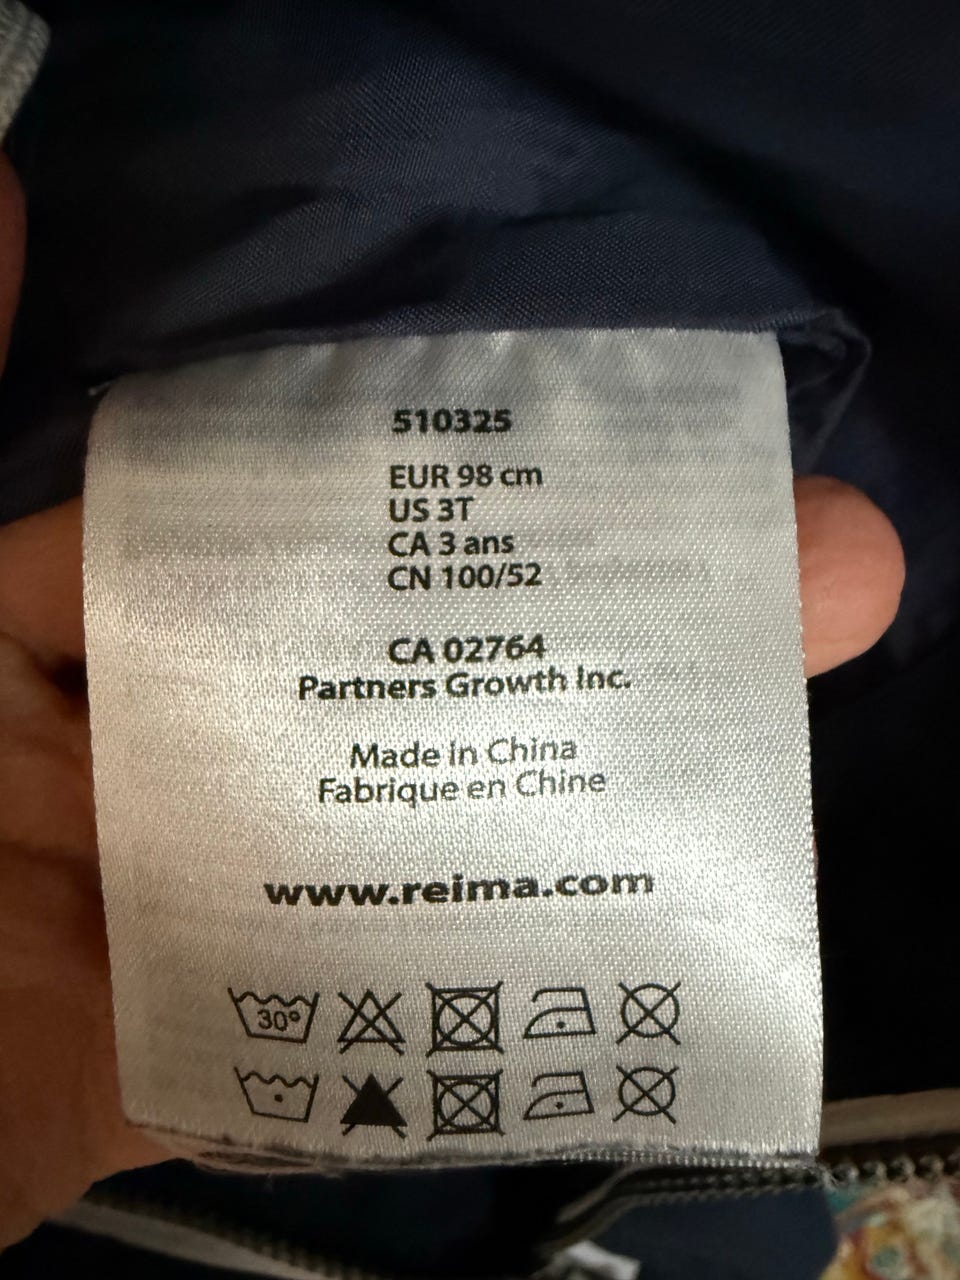 510325
EUR 98 cm
US 3T
CA 3 ans
CN 100/52
CA 02764
Partners Growth Inc.
Made in China
Fabrique en Chine
www.reima.com
30°